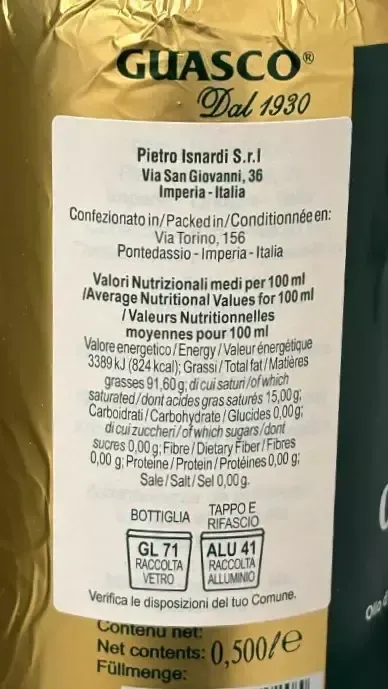 GUASCO®
Dal 1930
Pietro Isnardi S.r.l
Via San Giovanni, 36
Imperia - Italia
Confezionato in/Packed in/Conditionnée en:
Via Torino, 156
Pontedassio - Imperia - Italia
Valori Nutrizionali medi per 100 ml
/Average Nutritional Values for 100 ml
/Valeurs Nutritionnelles
moyennes pour 100 ml
Valore energetico/Energy/Valeur énergétique
3389 kJ (824 kcal); Grassi/Total fat/Matières
grasses 91,60 g; di cui saturi/of which
saturated/dont acides gras saturés 15,00 g;
Carboidrati/Carbohydrate/Glucides 0,00 g;
di cui zuccheri/of which sugars/dont
sucres 0,00 g; Fibre/Dietary Fiber/Fibres
0,00 g; Proteine/Protein/Protéines 0,00 g;
Sale/Salt/Sel 0,00 g.
BOTTIGLIA
GL 71
RACCOLTA
VETRO
TAPPO E
RIFASCIO
ALU 41
RACCOLTA
ALLUMINIO
Verifica le disposizioni del tuo Comune.
Contenu net:
Net contents: 0,500 l e
Füllmenge: